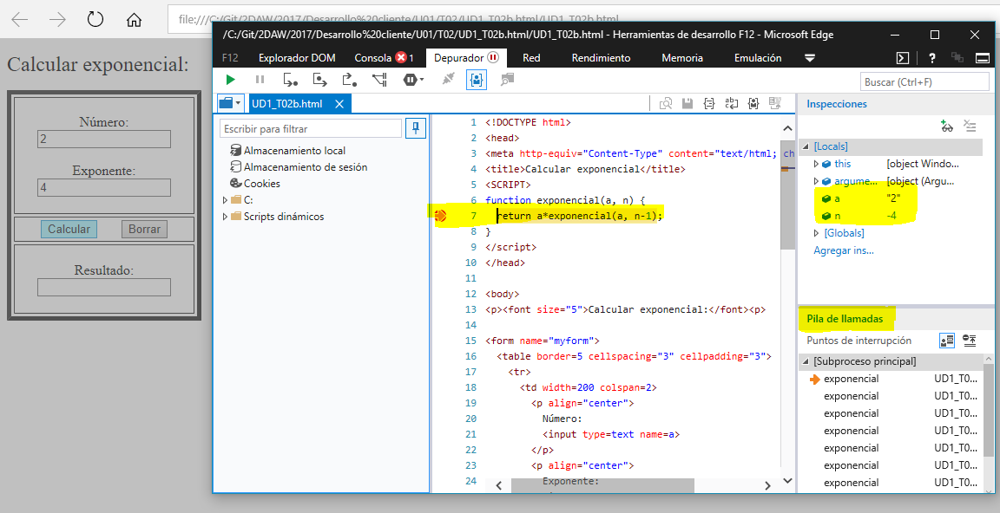 file:///C:/Git/2DAW/2017/Desarrollo%20cliente/U01/T02/UD1_T02b.html/UD1_T02b.html
Calcular exponencial:
Número:
2
Exponente:
4
Calcular Borrar
Resultado:
/C:/Git/2DAW/2017/Desarrollo%20cliente/U01/T02/UD1_T02b.html/UD1_T02b.html - Herramientas de desarrollo F12 - Microsoft Edge
F12 Explorador DOM Consola 1 Depurador Red Rendimiento Memoria Emulación ?
Buscar (Ctrl+F)
UD1_T02b.html
Escribir para filtrar
Almacenamiento local
Almacenamiento de sesión
Cookies
C:
Scripts dinámicos
1 <!DOCTYPE html>
2 <head>
3 <meta http-equiv="Content-Type" content="text/html; ch
4 <title>Calcular exponencial</title>
5 <SCRIPT>
6 function exponencial(a, n) {
7 return a*exponencial(a, n-1);
8 }
9 </script>
10 </head>
11
12 <body>
13 <p><font size="5">Calcular exponencial:</font><p>
14
15 <form name="myform">
16 <table border=5 cellspacing="3" cellpadding="3">
17 <tr>
18 <td width=200 colspan=2>
19 <p align="center">
20 Número:
21 <input type=text name=a>
22 </p>
23 <p align="center">
24 Exponente:
Inspecciones
[Locals]
this [object Windo...
argume... [object (Argu...
a "2"
n -4
[Globals]
Agregar ins...
Pila de llamadas
Puntos de interrupción
[Subproceso principal]
exponencial UD1_T0...
exponencial UD1_T0...
exponencial UD1_T0...
exponencial UD1_T0...
exponencial UD1_T0...
exponencial UD1_T0...
exponencial UD1_T0...